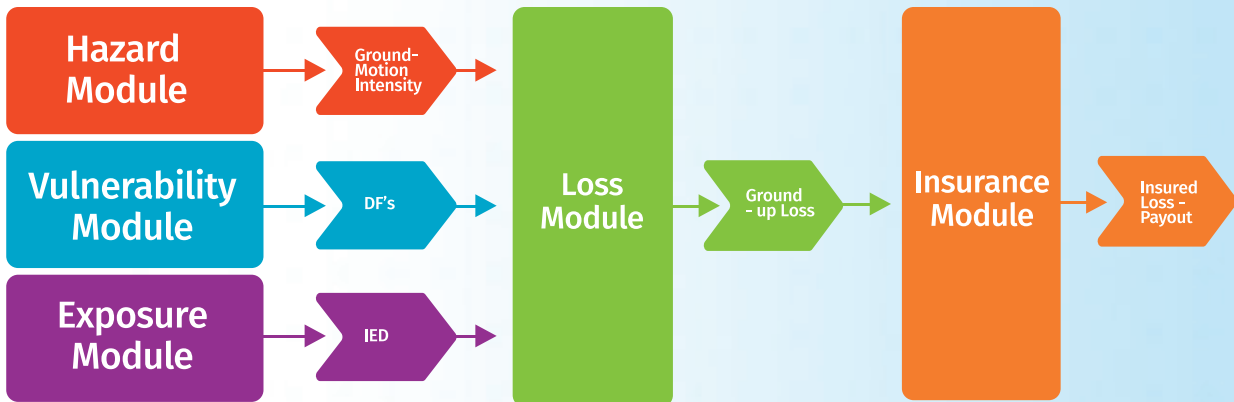 Hazard
Module
Ground-
Motion
Intensity
Vulnerability
Module
DF's
Exposure
Module
IED
Loss
Module
Ground
- up Loss
Insurance
Module
Insured
Loss -
Payout